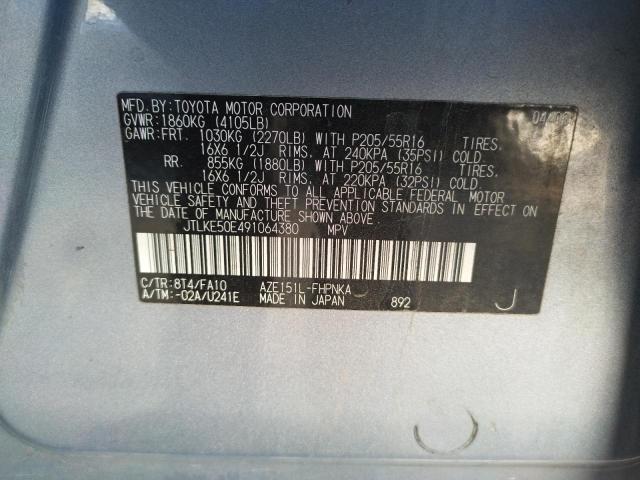 MFD.BY:TOYOTA MOTOR CORPORATION
GVWR:1860KG (4105LB)
GAWR:FRT. 1030KG (2270LB) WITH P205/55R16 TIRES,
16X6 1/2J RIMS, AT 240KPA (35PSI) COLD
RR. 855KG (1880LB) WITH P205/55R16 TIRES,
16X6 1/2J RIMS, AT 220KPA (32PSI) COLD.
THIS VEHICLE CONFORMS TO ALL APPLICABLE FEDERAL MOTOR
VEHICLE SAFETY AND THEFT PREVENTION STANDARDS IN EFFECT ON
THE DATE OF MANUFACTURE SHOWN ABOVE.
JTLKE50E491064380 MPV
C/TR:8T4/FA10 AZE151L-FHPNKA
A/TM:-02A/U241E MADE IN JAPAN 892 J